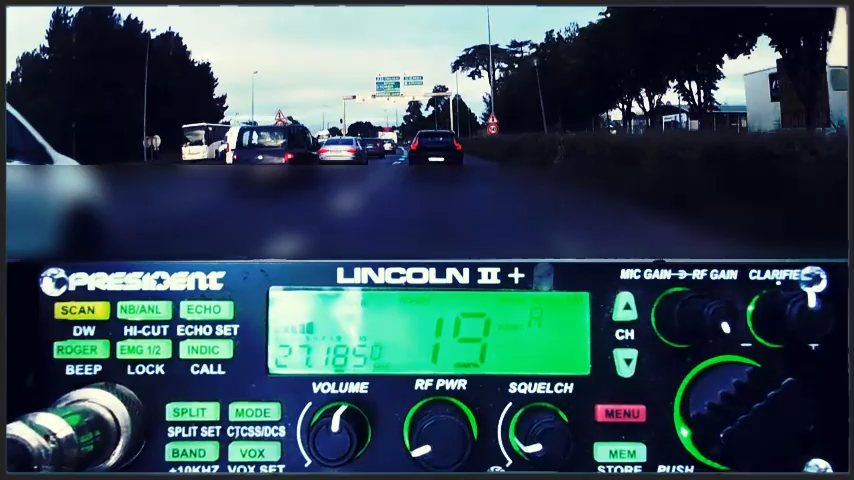 PRESIDENT
LINCOLN II +
MIC GAIN RF GAIN CLARIFIE
SCAN NB/ANL ECHO
DW HI-CUT ECHO SET
ROGER EMG 1/2 INDIC
BEEP LOCK CALL
19 A
27.1850
CH
VOLUME RF PWR SQUELCH
SPLIT MODE
SPLIT SET CTCSS/DCS
BAND VOX
+10KHZ VOX SET
MENU
MEM
STORE PUSH
- +